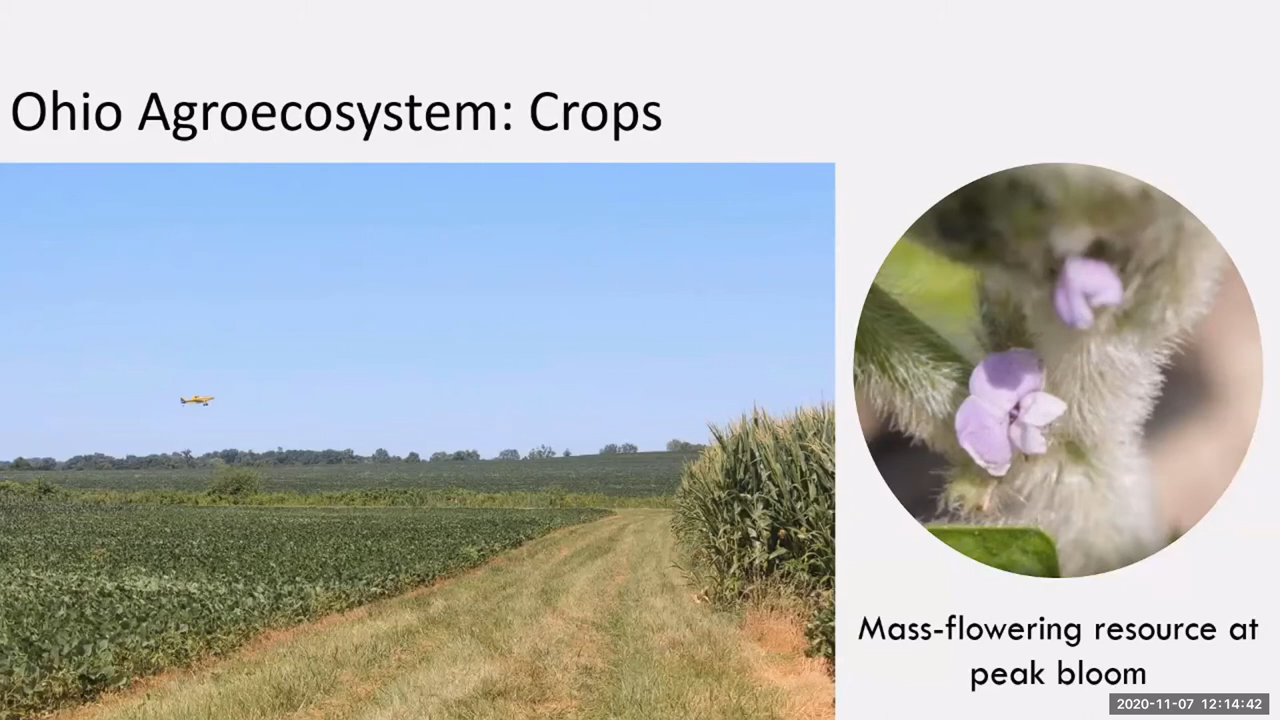 Ohio Agroecosystem: Crops
Mass-flowering resource at
peak bloom
2020-11-07 12:14:42